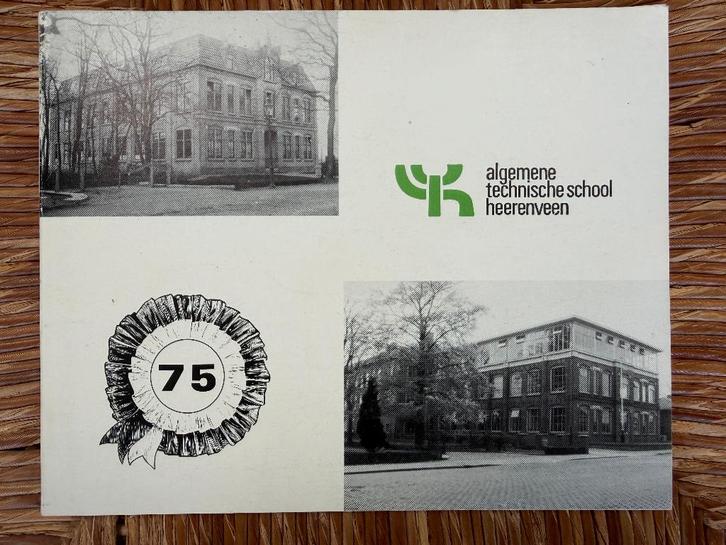 algemene
technische school
heerenveen
75